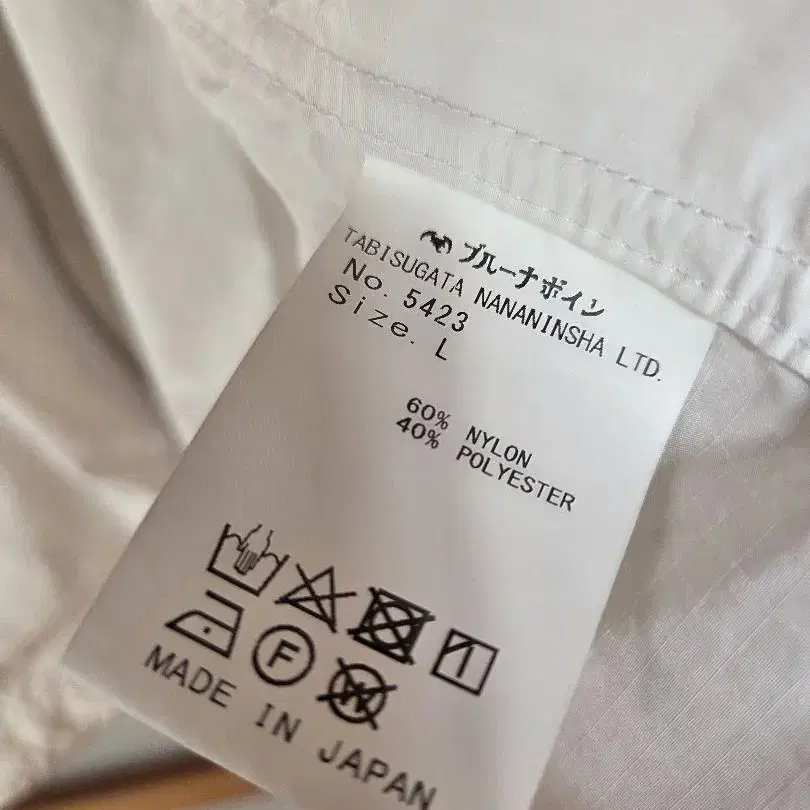 ブルーナボイン
TABISUGATA NANANINSHA LTD.
No. 5423
Size. L
60% NYLON
40% POLYESTER
F
W
MADE IN JAPAN